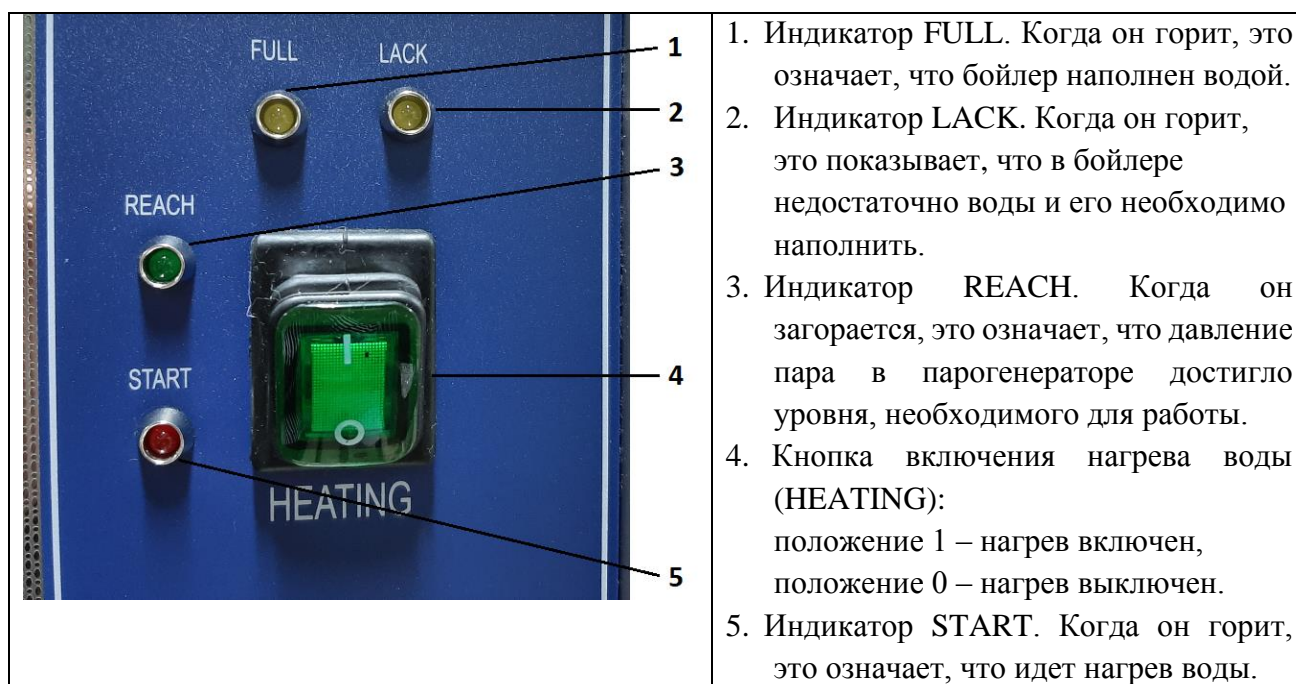 FULL LACK
REACH
START
HEATING
1
2
3
4
5
1. Индикатор FULL. Когда он горит, это
означает, что бойлер наполнен водой.
2. Индикатор LACK. Когда он горит,
это показывает, что в бойлере
недостаточно воды и его необходимо
наполнить.
3. Индикатор REACH. Когда он
загорается, это означает, что давление
пара в парогенераторе достигло
уровня, необходимого для работы.
4. Кнопка включения нагрева воды
(HEATING):
положение 1 – нагрев включен,
положение 0 – нагрев выключен.
5. Индикатор START. Когда он горит,
это означает, что идет нагрев воды.